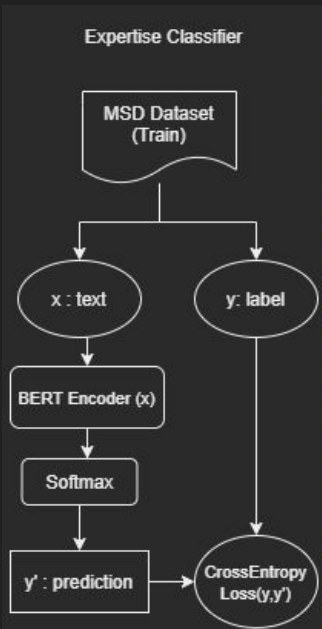 Expertise Classifier
MSD Dataset
(Train)
x : text
y: label
BERT Encoder (x)
Softmax
y' : prediction
CrossEntropy
Loss(y,y')